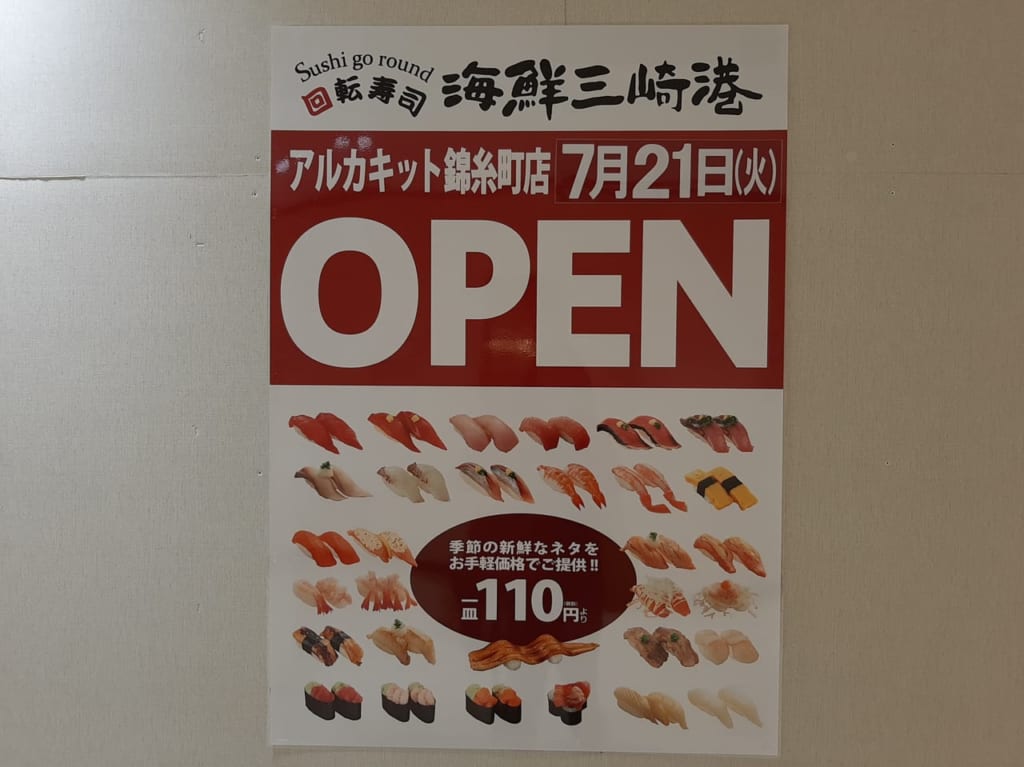 Sushi go round
回転寿司 海鮮三崎港
アルカキット錦糸町店 7月21日(火)
OPEN
季節の新鮮なネタを
お手軽価格でご提供!!
一皿110円より